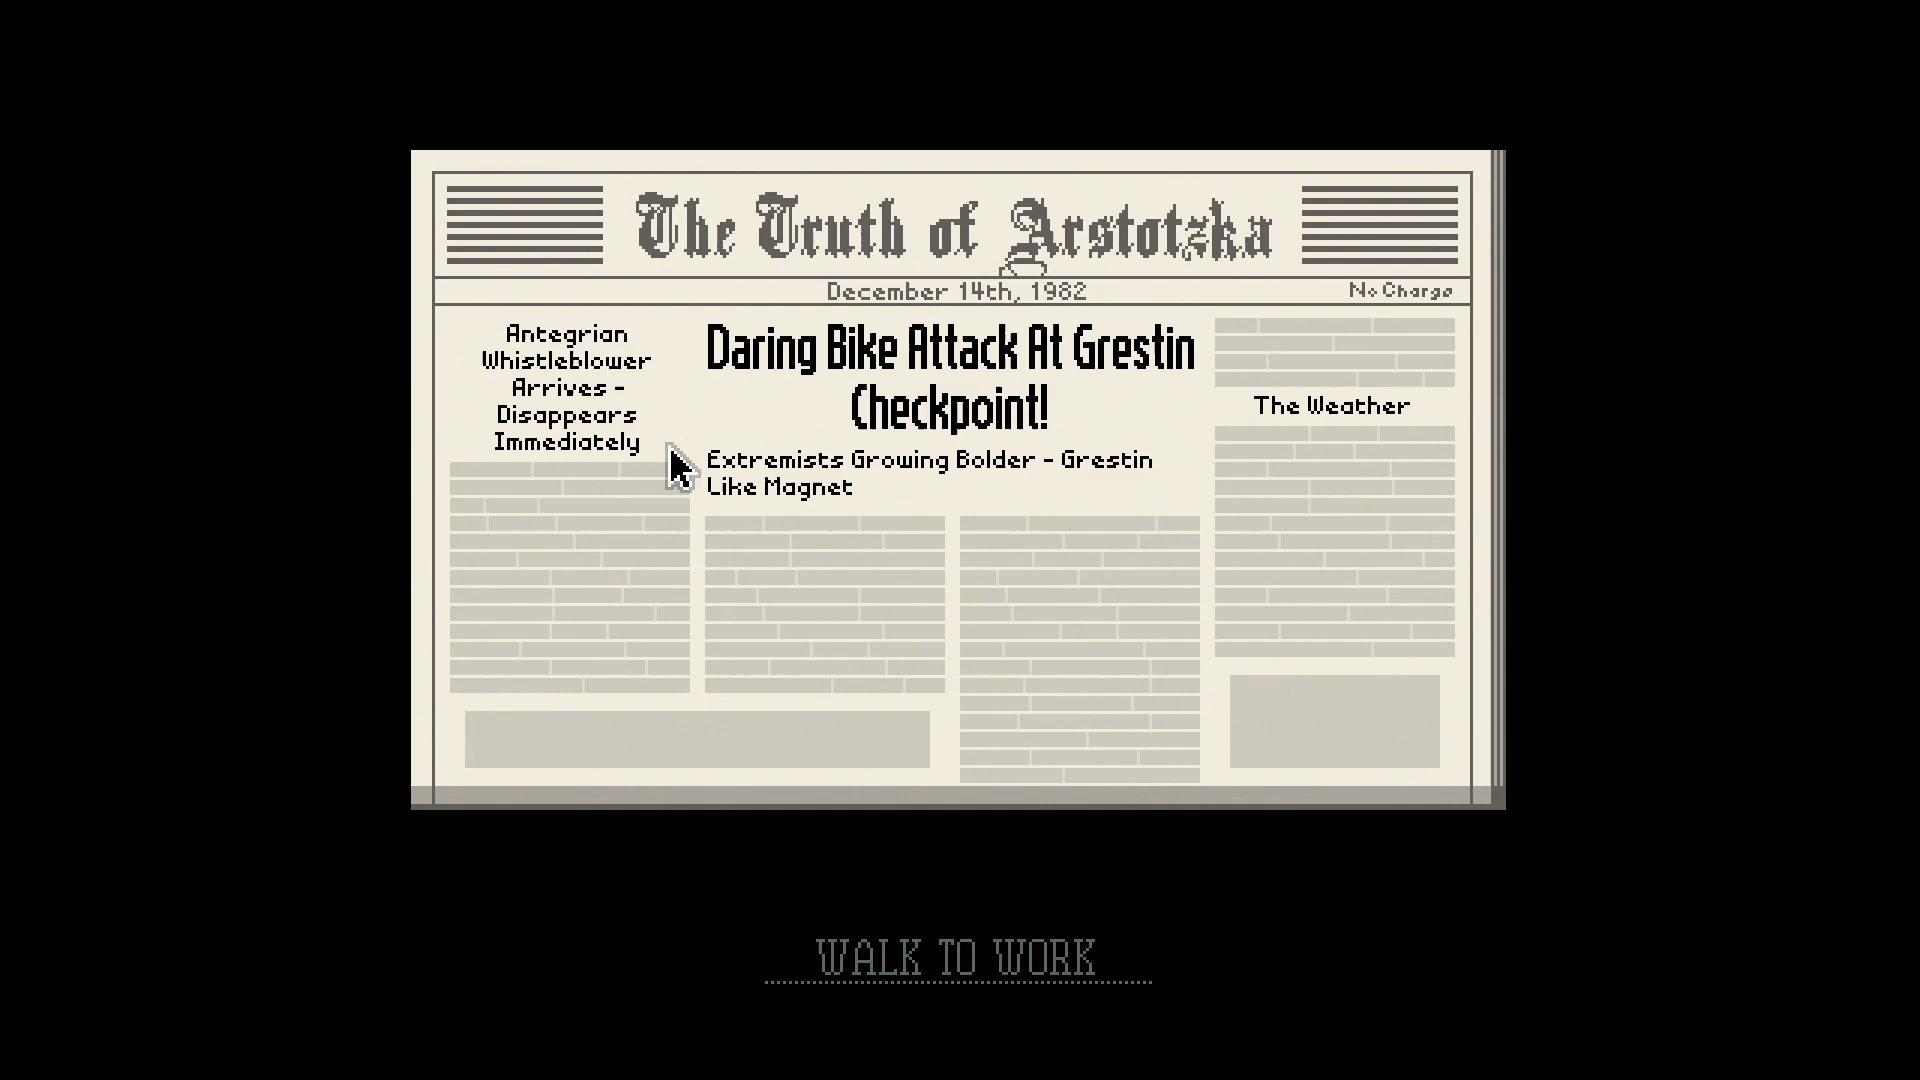 The Truth of Arstotzka
December 14th, 1982
No Charge
Antegrian
Whistleblower
Arrives -
Disappears
Immediately
Daring Bike Attack At Grestin
Checkpoint!
Extremists Growing Bolder - Grestin
Like Magnet
The Weather
WALK TO WORK